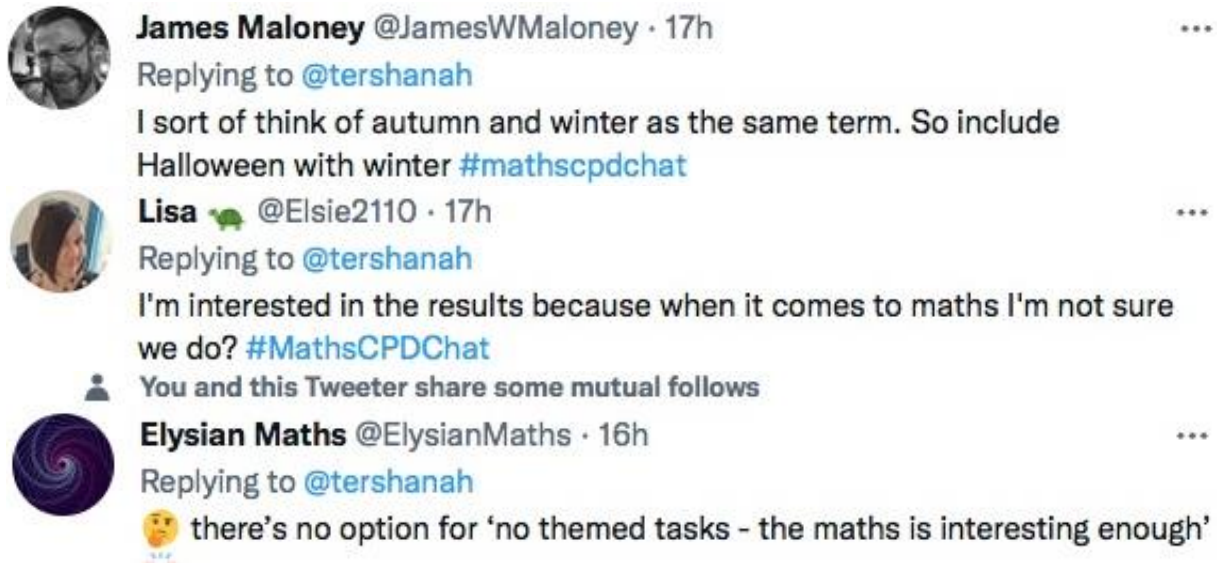 James Maloney @JamesWMaloney · 17h
Replying to @tershanah
I sort of think of autumn and winter as the same term. So include
Halloween with winter #mathscpdchat
Lisa 🐢 @Elsie2110 · 17h
Replying to @tershanah
I'm interested in the results because when it comes to maths I'm not sure
we do? #MathsCPDChat
You and this Tweeter share some mutual follows
Elysian Maths @ElysianMaths · 16h
Replying to @tershanah
🤔 there’s no option for ‘no themed tasks - the maths is interesting enough’